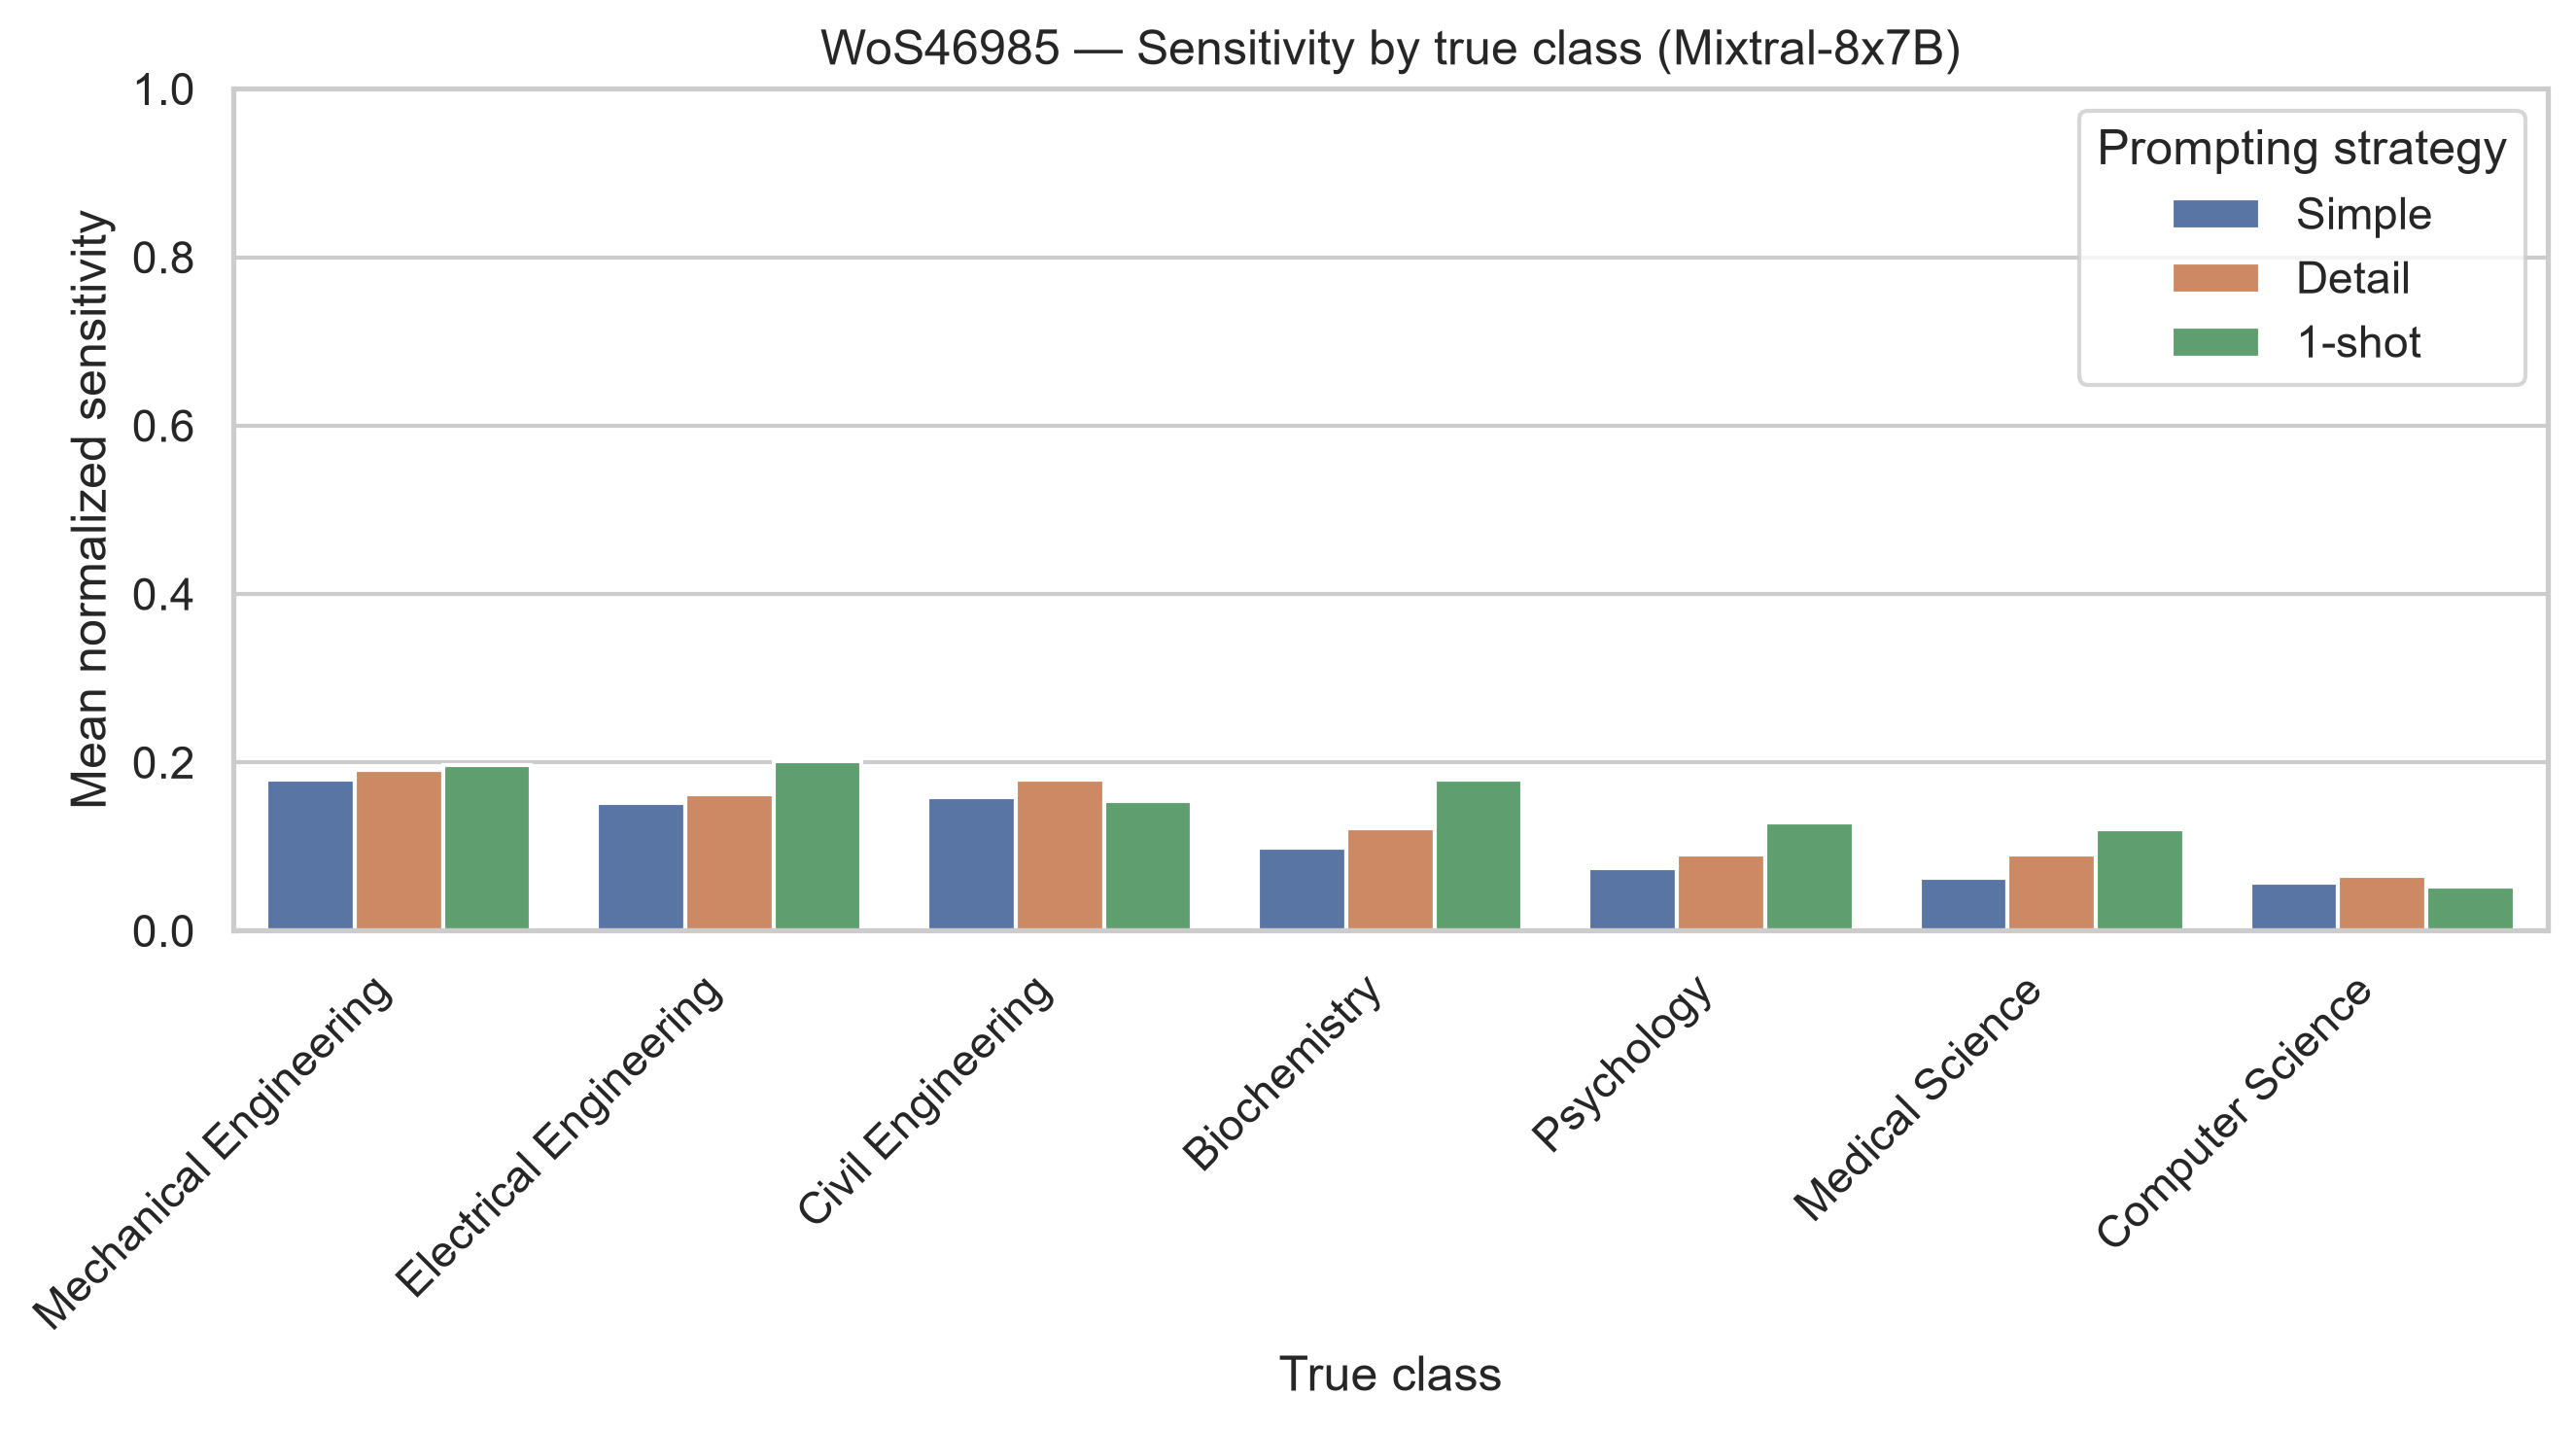 WoS46985 — Sensitivity by true class (Mixtral-8x7B)
Mean normalized sensitivity
1.0
0.8
0.6
0.4
0.2
0.0
Prompting strategy
Simple
Detail
1-shot
Mechanical Engineering
Electrical Engineering
Civil Engineering
Biochemistry
Psychology
Medical Science
Computer Science
True class